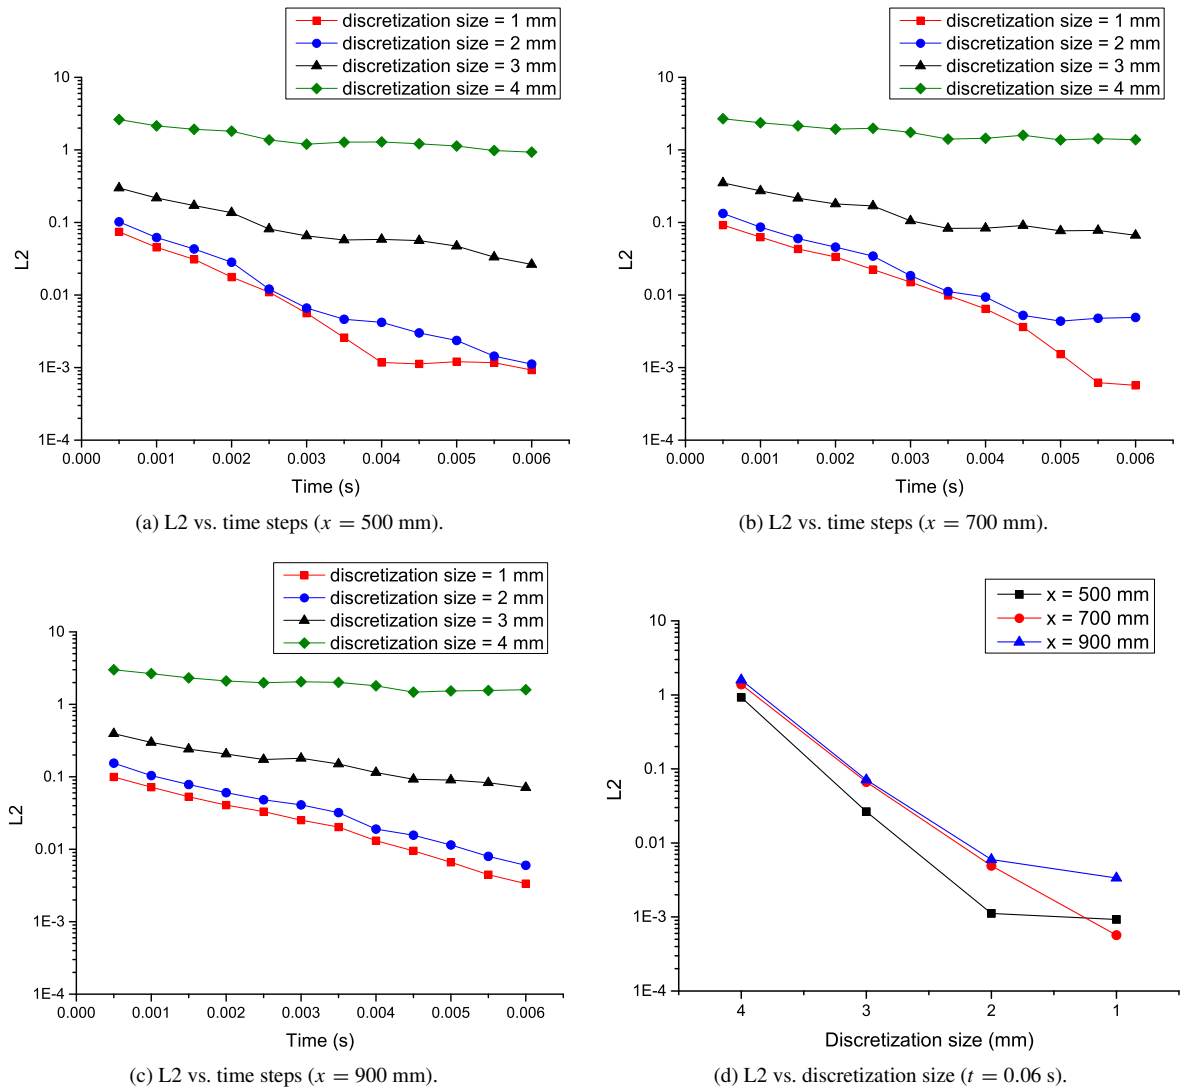 discretization size = 1 mm
discretization size = 2 mm
discretization size = 3 mm
discretization size = 4 mm
10
1
0.1
0.01
1E-3
1E-4
L2
0.000 0.001 0.002 0.003 0.004 0.005 0.006
Time (s)
(a) L2 vs. time steps (x = 500 mm).
discretization size = 1 mm
discretization size = 2 mm
discretization size = 3 mm
discretization size = 4 mm
10
1
0.1
0.01
1E-3
1E-4
L2
0.000 0.001 0.002 0.003 0.004 0.005 0.006
Time (s)
(b) L2 vs. time steps (x = 700 mm).
discretization size = 1 mm
discretization size = 2 mm
discretization size = 3 mm
discretization size = 4 mm
10
1
0.1
0.01
1E-3
1E-4
L2
0.000 0.001 0.002 0.003 0.004 0.005 0.006
Time (s)
(c) L2 vs. time steps (x = 900 mm).
x = 500 mm
x = 700 mm
x = 900 mm
10
1
0.1
0.01
1E-3
1E-4
L2
4 3 2 1
Discretization size (mm)
(d) L2 vs. discretization size (t = 0.06 s).